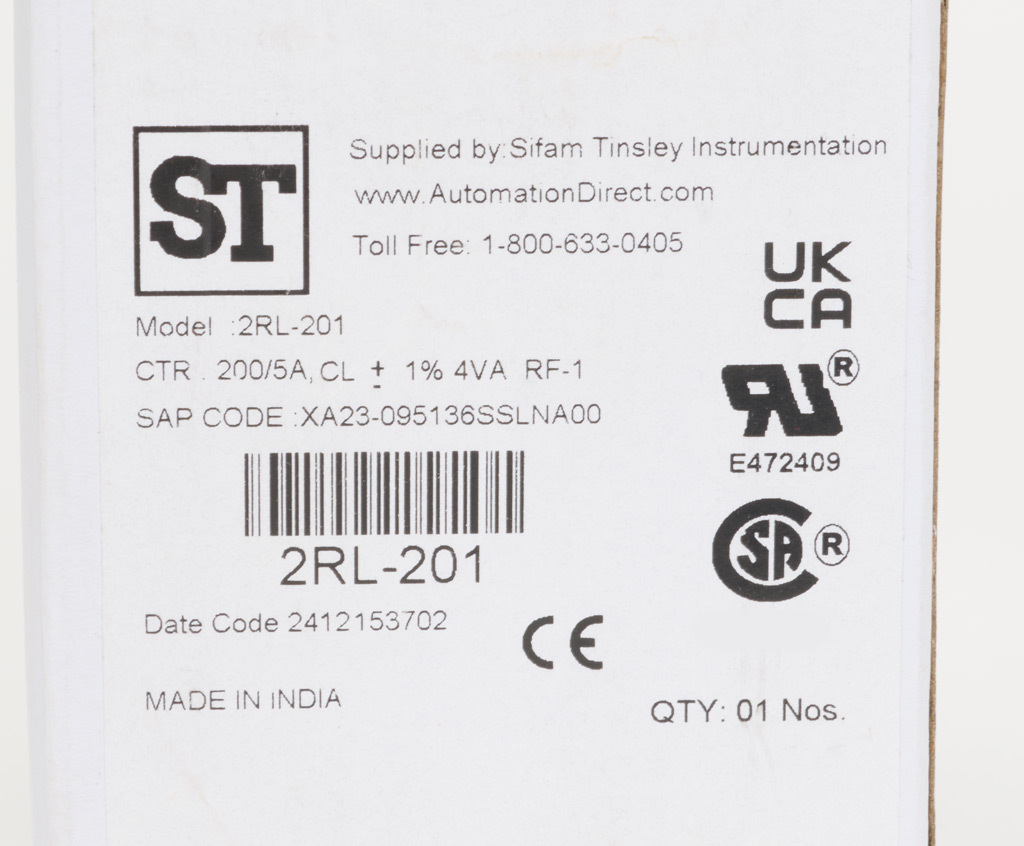 ST
Supplied by:Sifam Tinsley Instrumentation
www.AutomationDirect.com
Toll Free: 1-800-633-0405
UK
CA
Model :2RL-201
CTR . 200/5A, CL ± 1% 4VA RF-1
SAP CODE :XA23-095136SSLNA00
RU ®
E472409
2RL-201
SA ®
Date Code 2412153702
CE
MADE IN INDIA
QTY: 01 Nos.